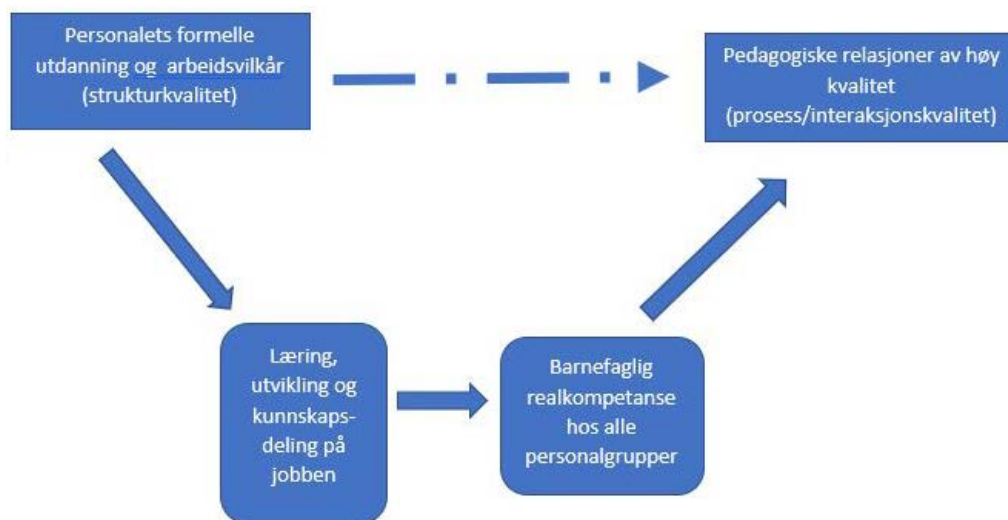 Personalets formelle
utdanning og arbeidsvilkår
(strukturkvalitet)
Pedagogiske relasjoner av høy
kvalitet
(prosess/interaksjonskvalitet)
Læring,
utvikling og
kunnskaps-
deling på
jobben
Barnefaglig
realkompetanse
hos alle
personalgrupper